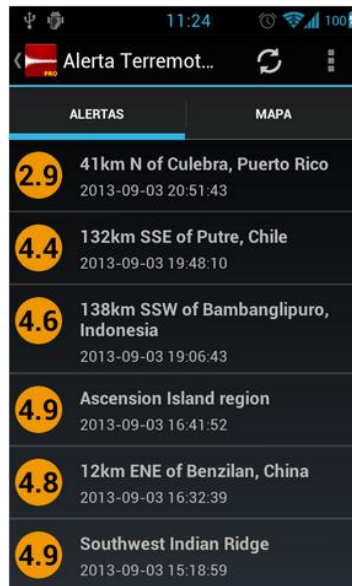 11:24
100
Alerta Terremot...
PRO
ALERTAS
MAPA
2.9
41km N of Culebra, Puerto Rico
2013-09-03 20:51:43
4.4
132km SSE of Putre, Chile
2013-09-03 19:48:10
4.6
138km SSW of Bambanglipuro,
Indonesia
2013-09-03 19:06:43
4.9
Ascension Island region
2013-09-03 16:41:52
4.8
12km ENE of Benzilan, China
2013-09-03 16:32:39
4.9
Southwest Indian Ridge
2013-09-03 15:18:59